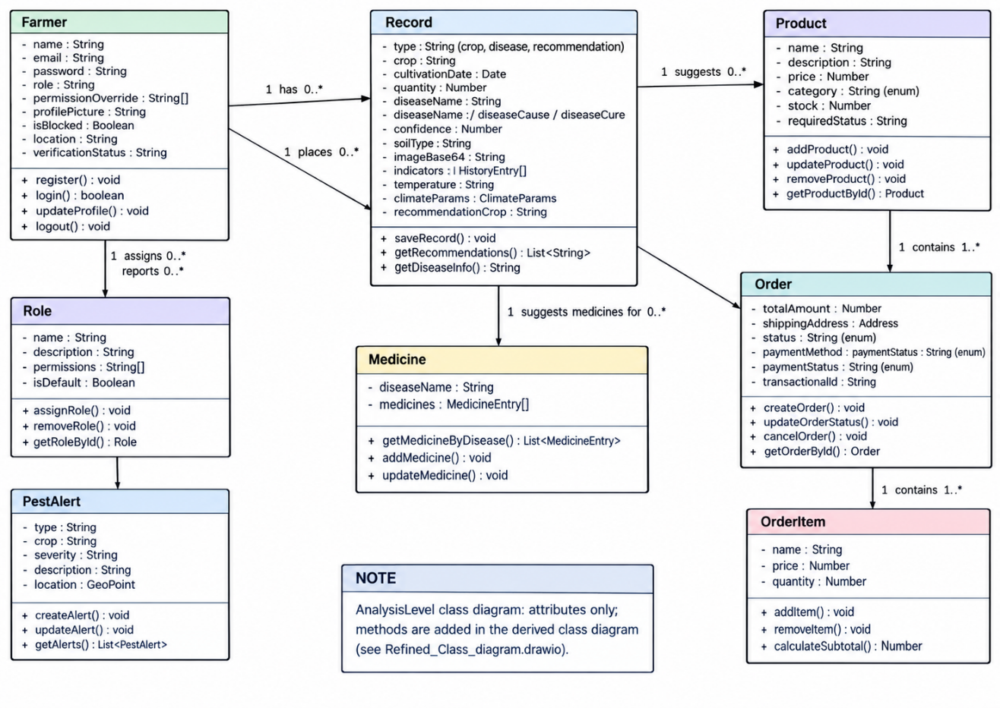 Farmer
- name : String
- email : String
- password : String
- role : String
- permissionOverride : String[]
- profilePicture : String
- isBlocked : Boolean
- location : String
- verificationStatus : String
+ register() : void
+ login() : boolean
+ updateProfile() : void
+ logout() : void
1 has 0..*
1 places 0..*
1 assigns 0..*
reports 0..*
Record
- type : String (crop, disease, recommendation)
- crop : String
- cultivationDate : Date
- quantity : Number
- diseaseName : String
- diseaseName :/ diseaseCause / diseaseCure
- confidence : Number
- soilType : String
- imageBase64 : String
- indicators : | HistoryEntry[]
- temperature : String
- climateParams : ClimateParams
- recommendationCrop : String
+ saveRecord() : void
+ getRecommendations() : List<String>
+ getDiseaseInfo() : String
1 suggests 0..*
1 suggests medicines for 0..*
Product
- name : String
- description : String
- price : Number
- category : String (enum)
- stock : Number
- requiredStatus : String
+ addProduct() : void
+ updateProduct() : void
+ removeProduct() : void
+ getProductById() : Product
1 contains 1..*
Role
- name : String
- description : String
- permissions : String[]
- isDefault : Boolean
+ assignRole() : void
+ removeRole() : void
+ getRoleById() : Role
Medicine
- diseaseName : String
- medicines : MedicineEntry[]
+ getMedicineByDisease() : List<MedicineEntry>
+ addMedicine() : void
+ updateMedicine() : void
Order
- totalAmount : Number
- shippingAddress : Address
- status : String (enum)
- paymentMethod : paymentStatus : String (enum)
- paymentStatus : String (enum)
- transactionalId : String
+ createOrder() : void
+ updateOrderStatus() : void
+ cancelOrder() : void
+ getOrderById() : Order
1 contains 1..*
PestAlert
- type : String
- crop : String
- severity : String
- description : String
- location : GeoPoint
+ createAlert() : void
+ updateAlert() : void
+ getAlerts() : List<PestAlert>
NOTE
AnalysisLevel class diagram: attributes only;
methods are added in the derived class diagram
(see Refined_Class_diagram.drawio).
OrderItem
- name : String
- price : Number
- quantity : Number
+ addItem() : void
+ removeItem() : void
+ calculateSubtotal() : Number